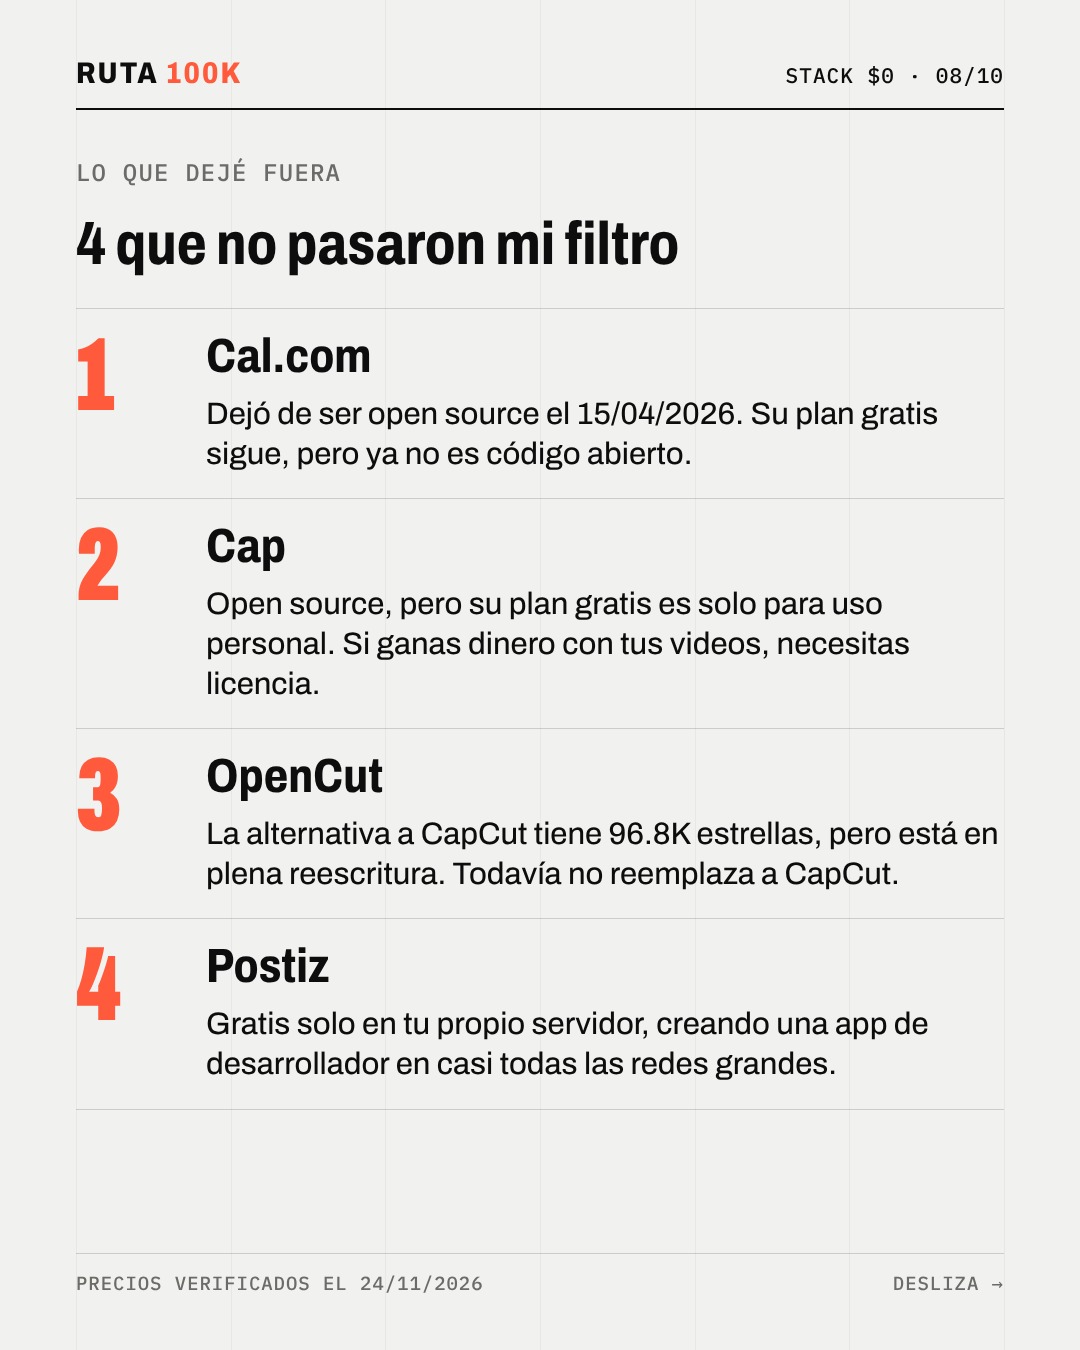 RUTA 100K
STACK $0 · 08/10
LO QUE DEJÉ FUERA
4 que no pasaron mi filtro
1
Cal.com
Dejó de ser open source el 15/04/2026. Su plan gratis
sigue, pero ya no es código abierto.
2
Cap
Open source, pero su plan gratis es solo para uso
personal. Si ganas dinero con tus videos, necesitas
licencia.
3
OpenCut
La alternativa a CapCut tiene 96.8K estrellas, pero está en
plena reescritura. Todavía no reemplaza a CapCut.
4
Postiz
Gratis solo en tu propio servidor, creando una app de
desarrollador en casi todas las redes grandes.
PRECIOS VERIFICADOS EL 24/11/2026
DESLIZA →